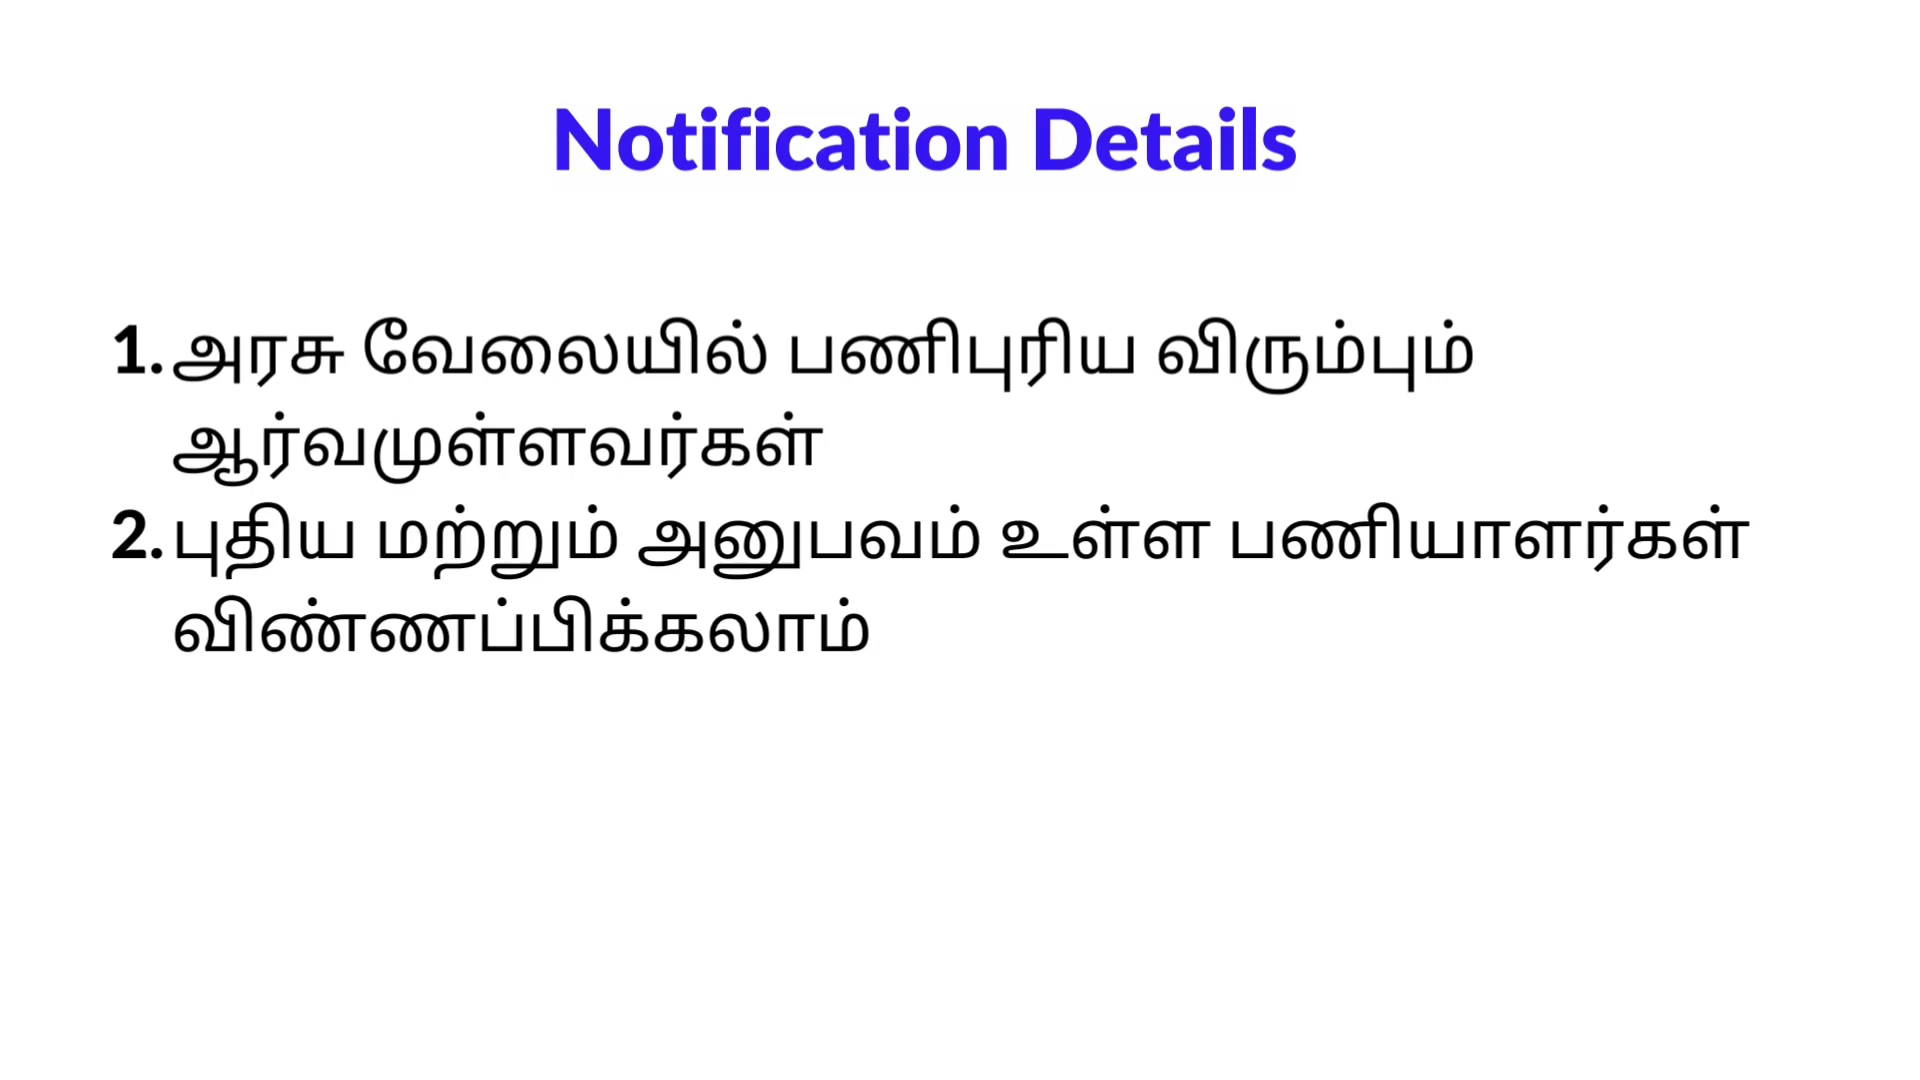 Notification Details
1. அரசு வேலையில் பணிபுரிய விரும்பும்
ஆர்வமுள்ளவர்கள்
2. புதிய மற்றும் அனுபவம் உள்ள பணியாளர்கள்
விண்ணப்பிக்கலாம்